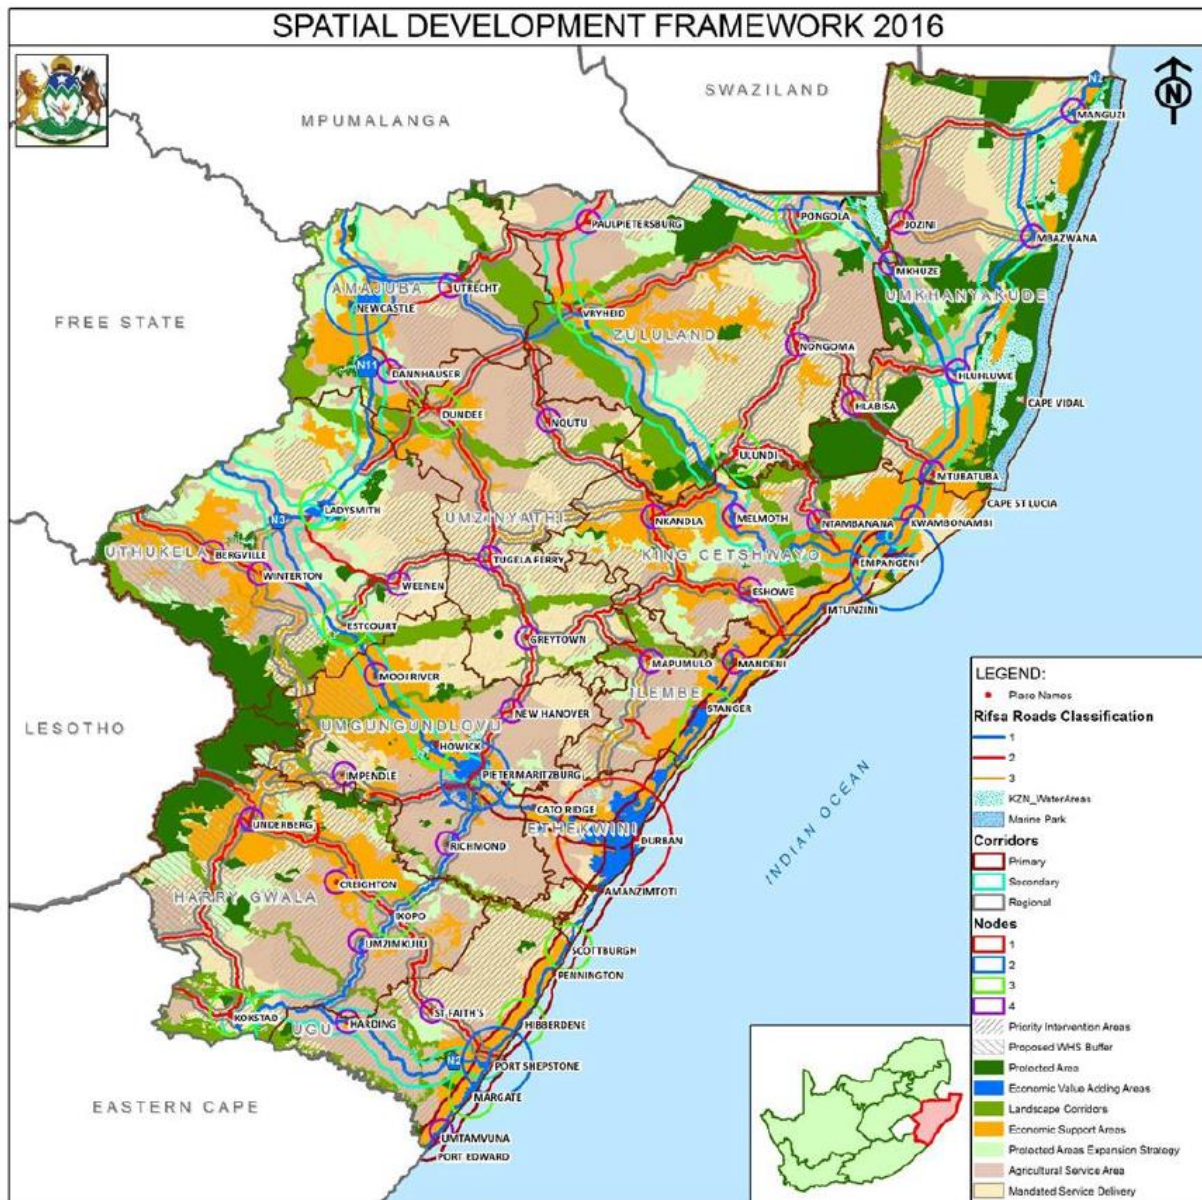 SPATIAL DEVELOPMENT FRAMEWORK 2016
SWAZILAND
MPUMALANGA
N
N2
MANGUZI
PAULPIETERSBURG
PONGOLA
JOZINI
MBAZWANA
MKHUZE
UTRECHT
AMAJUBA
UMKHANYAKUDE
NEWCASTLE
FREE STATE
VRYHEID
ZULULAND
NONGOMA
N11
DANNHAUSER
HLUHLUWE
HLABISA
CAPE VIDAL
DUNDEE
NQUTU
ULUNDI
MTUBATUBA
CAPE ST LUCIA
LADYSMITH
N3
UMZINYATHI
NKANDLA
MELMOTH
NTAMBANANA
KWAMBONAMBI
UTHUKELA
BERGVILLE
KING CETSHWAYO
TUGELA FERRY
EMPANGENI
WINTERTON
WEENEN
ESHOWE
MTUNZINI
ESTCOURT
GREYTOWN
MAPUMULO
MANDENI
MOOI RIVER
ILEMBE
STANGER
NEW HANOVER
LESOTHO
UMGUNGUNDLOVU
HOWICK
IMPENDLE
PIETERMARITZBURG
CATO RIDGE
UNDERBERG
ETHEKWINI
DURBAN
RICHMOND
INDIAN OCEAN
CREIGHTON
AMANZIMTOTI
HARRY GWALA
IXOPO
UMZIMKULU
SCOTTBURGH
PENNINGTON
ST FAITH'S
KOKSTAD
HARDING
UGU
HIBBERDENE
N2
PORT SHEPSTONE
MARGATE
EASTERN CAPE
UMTAMVUNA
PORT EDWARD
LEGEND:
Place Names
Rifsa Roads Classification
1
2
3
KZN_WaterAreas
Marine Park
Corridors
Primary
Secondary
Regional
Nodes
1
2
3
4
Priority Intervention Areas
Proposed WHS Buffer
Protected Area
Economic Value Adding Areas
Landscape Corridors
Economic Support Areas
Protected Areas Expansion Strategy
Agricultural Service Area
Mandated Service Delivery